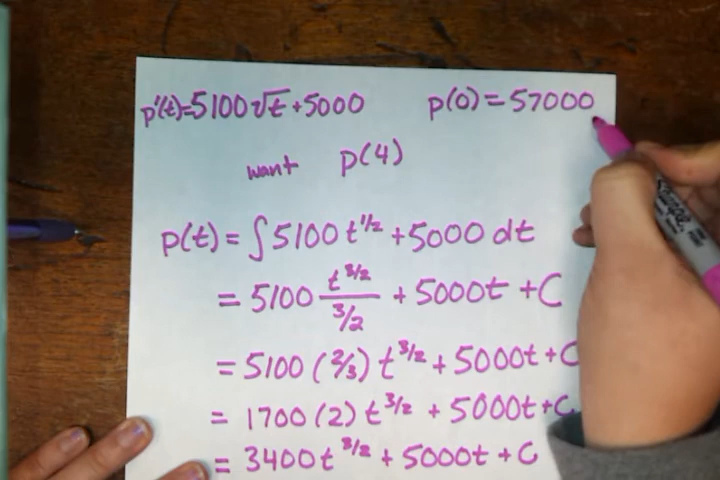 p'(t)=5100√t+5000 p(0)=57000
want p(4)
p(t)=∫5100t^1/2+5000 dt
=5100 t^3/2 / 3/2 + 5000t +C
=5100(2/3)t^3/2+5000t+C
=1700(2)t^3/2+5000t+C
=3400t^3/2+5000t+C